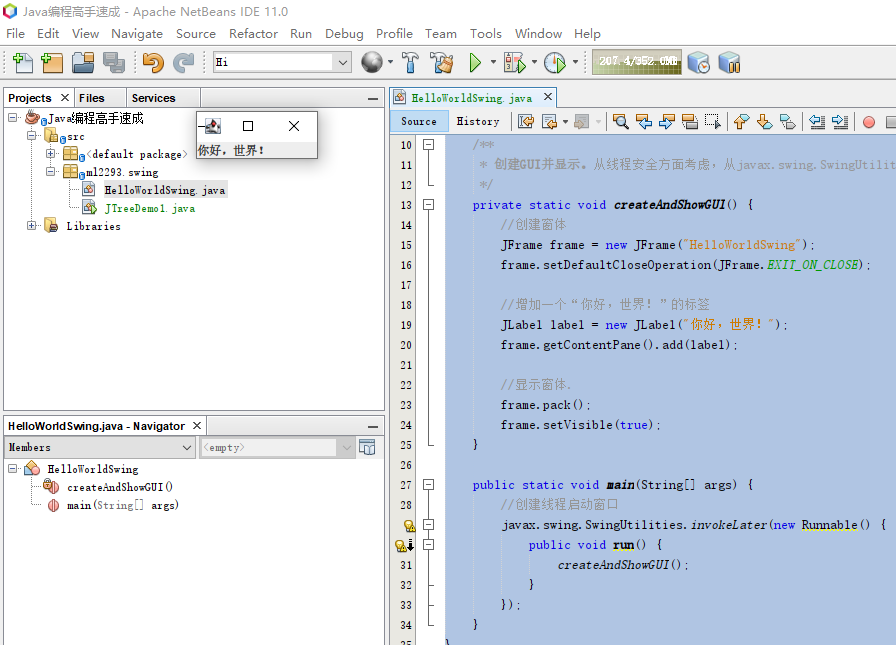 Java编程高手速成 - Apache NetBeans IDE 11.0
File Edit View Navigate Source Refactor Run Debug Profile Team Tools Window Help
Hi
207.4/352.0MB
Projects Files Services
Java编程高手速成
src
<default package>
ml2293.swing
HelloWorldSwing.java
JTreeDemo1.java
Libraries
你好，世界！
HelloWorldSwing.java - Navigator
Members <empty>
HelloWorldSwing
createAndShowGUI()
main(String[] args)
HelloWorldSwing.java
Source History
10 /**
11 * 创建GUI并显示。从线程安全方面考虑，从javax.swing.SwingUtilit
12 */
13 private static void createAndShowGUI() {
14 //创建窗体
15 JFrame frame = new JFrame("HelloWorldSwing");
16 frame.setDefaultCloseOperation(JFrame.EXIT_ON_CLOSE);
17
18 //增加一个“你好，世界！”的标签
19 JLabel label = new JLabel("你好，世界！");
20 frame.getContentPane().add(label);
21
22 //显示窗体.
23 frame.pack();
24 frame.setVisible(true);
25 }
26
27 public static void main(String[] args) {
28 //创建线程启动窗口
javax.swing.SwingUtilities.invokeLater(new Runnable() {
public void run() {
31 createAndShowGUI();
32 }
33 });
34 }